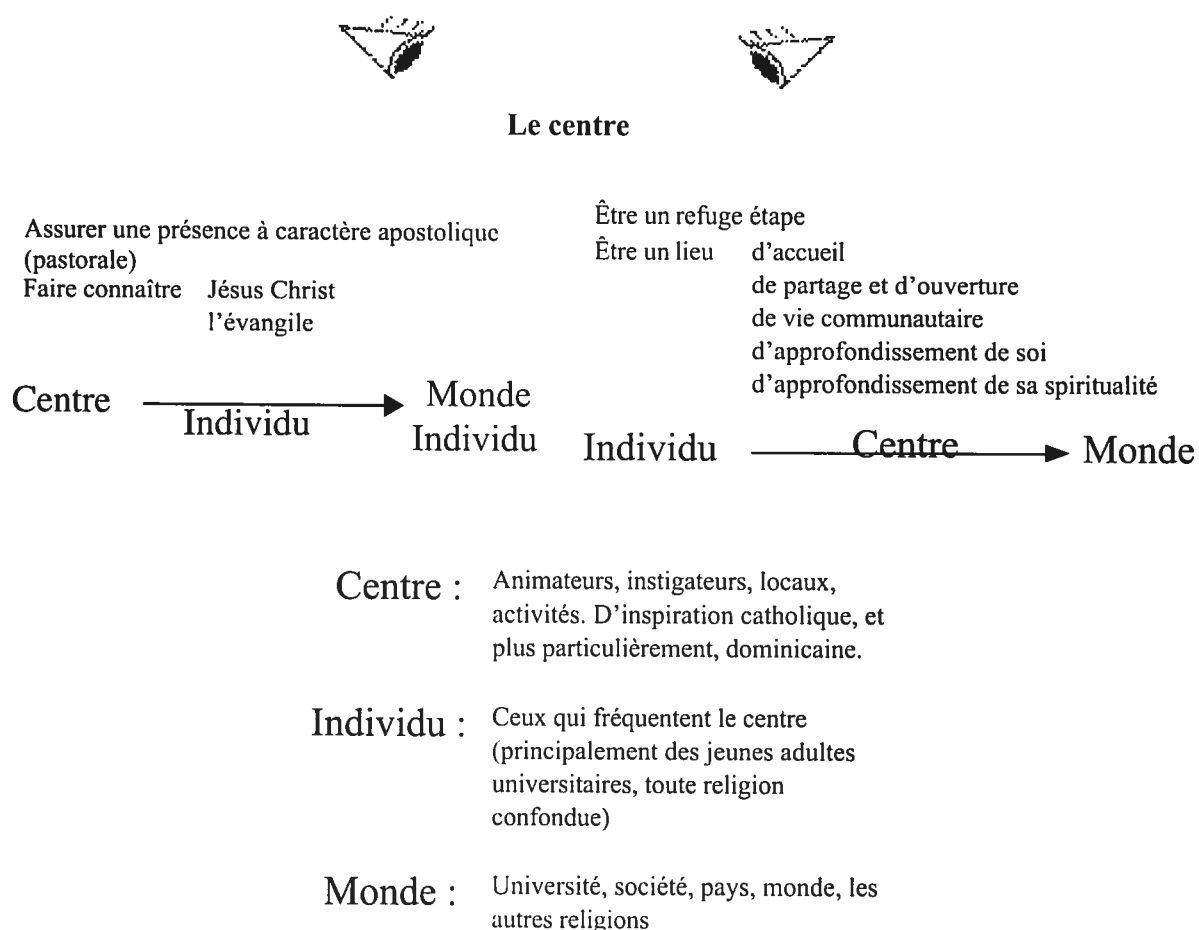 Le centre
Assurer une présence à caractère apostolique
(pastorale)
Faire connaître Jésus Christ
l'évangile
Centre Individu Monde
Individu
Être un refuge étape
Être un lieu d'accueil
de partage et d'ouverture
de vie communautaire
d'approfondissement de soi
d'approfondissement de sa spiritualité
Individu Centre Monde
Centre : Animateurs, instigateurs, locaux,
activités. D'inspiration catholique, et
plus particulièrement, dominicaine.
Individu : Ceux qui fréquentent le centre
(principalement des jeunes adultes
universitaires, toute religion
confondue)
Monde : Université, société, pays, monde, les
autres religions